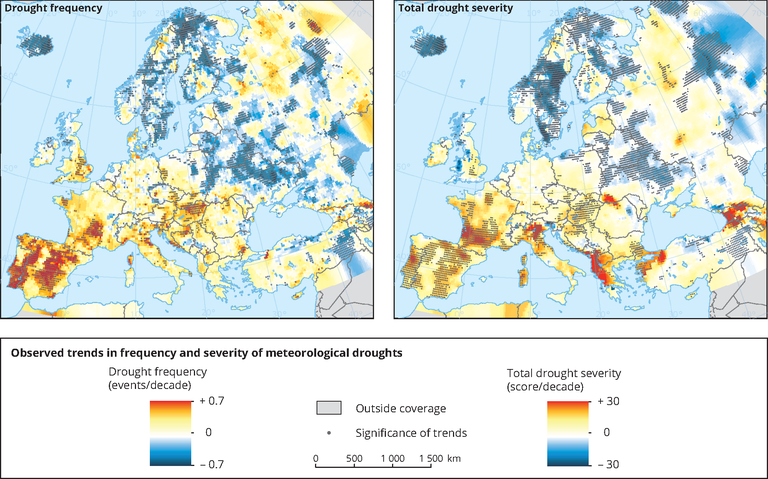 Drought frequency
Total drought severity
Observed trends in frequency and severity of meteorological droughts
Drought frequency
(events/decade)
+ 0.7
0
– 0.7
Outside coverage
Significance of trends
0 500 1 000 1 500 km
Total drought severity
(score/decade)
+ 30
0
– 30